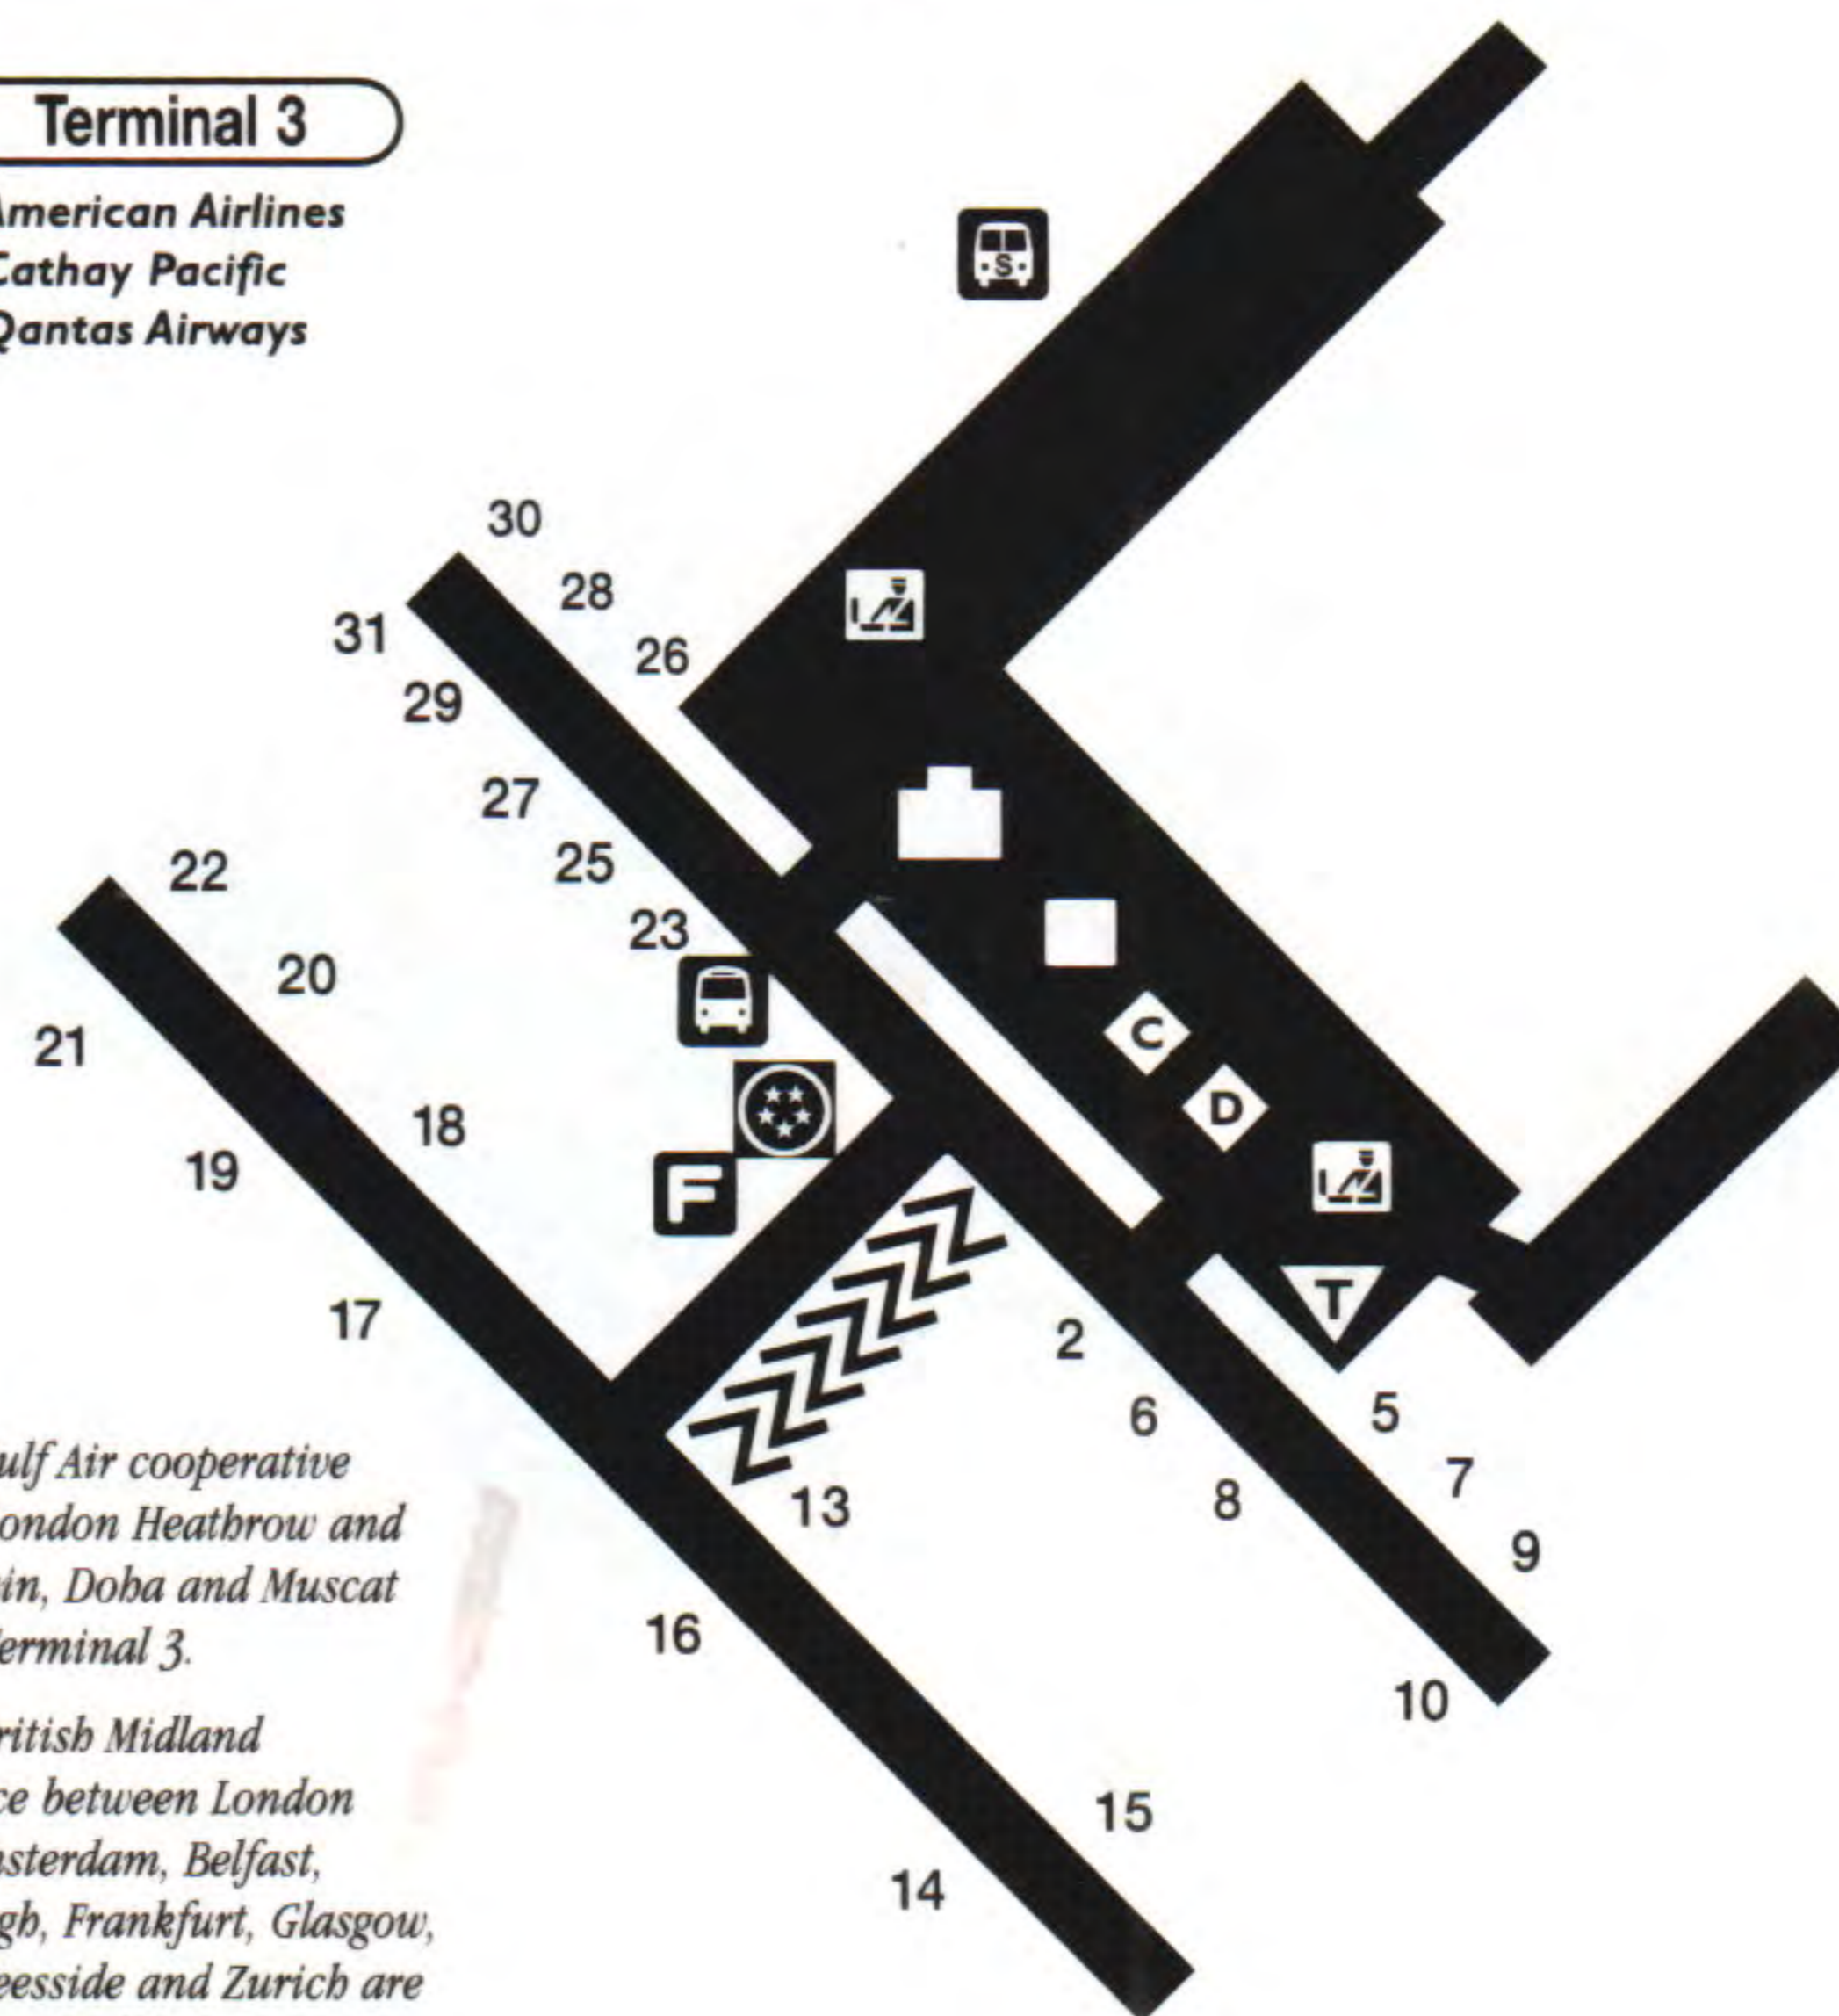 Terminal 3
American Airlines
Cathay Pacific
Qantas Airways
S
30
28
26
31
29
27
25
23
22
20
21
18
19
17
F
C
D
T
2
6
8
5
7
9
10
13
16
15
14
ulf Air cooperative
ondon Heathrow and
in, Doha and Muscat
Terminal 3.
ritish Midland
ce between London
nsterdam, Belfast,
gh, Frankfurt, Glasgow,
eesside and Zurich are